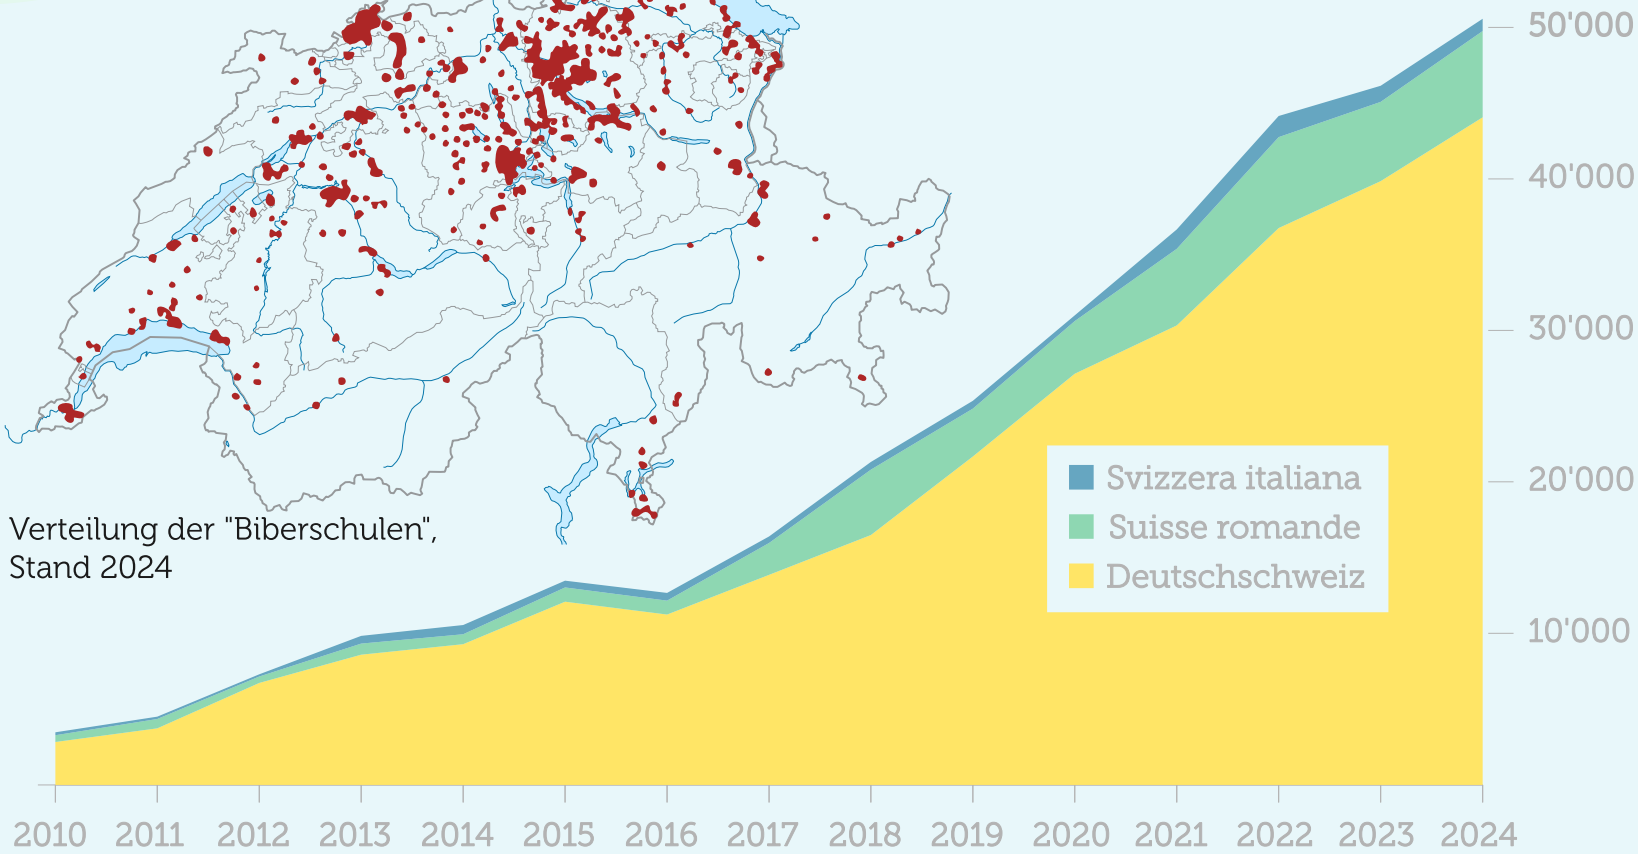 50'000
40'000
30'000
Svizzera italiana
20'000
Verteilung der "Biberschulen",
Suisse romande
Stand 2024
Deutschschweiz
10'000
2010 2011 2012 2013 2014 2015 2016 2017 2018 2019 2020 2021 2022 2023 2024